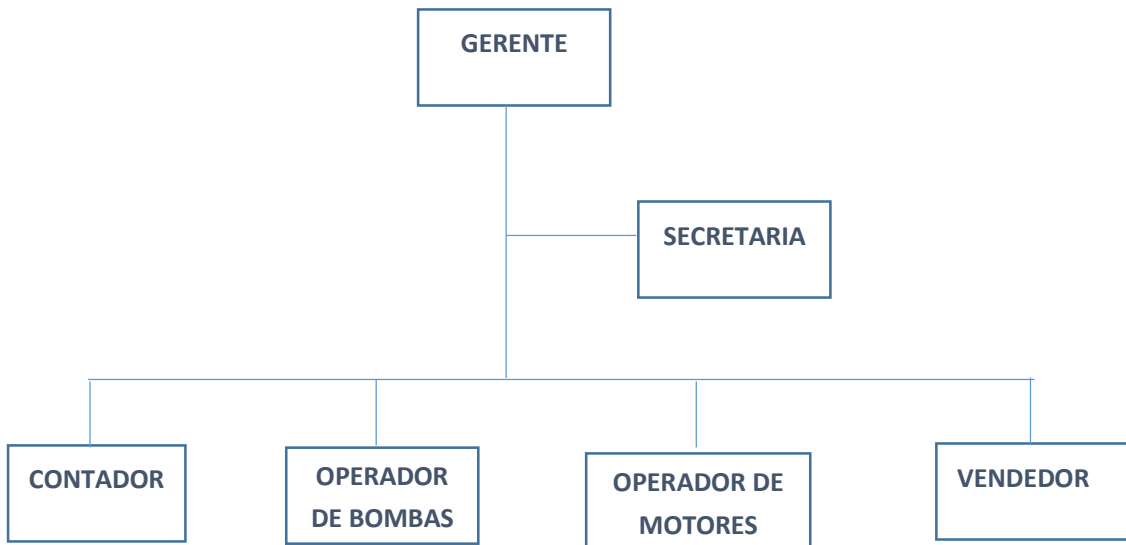 GERENTE
SECRETARIA
CONTADOR
OPERADOR
DE BOMBAS
OPERADOR DE
MOTORES
VENDEDOR